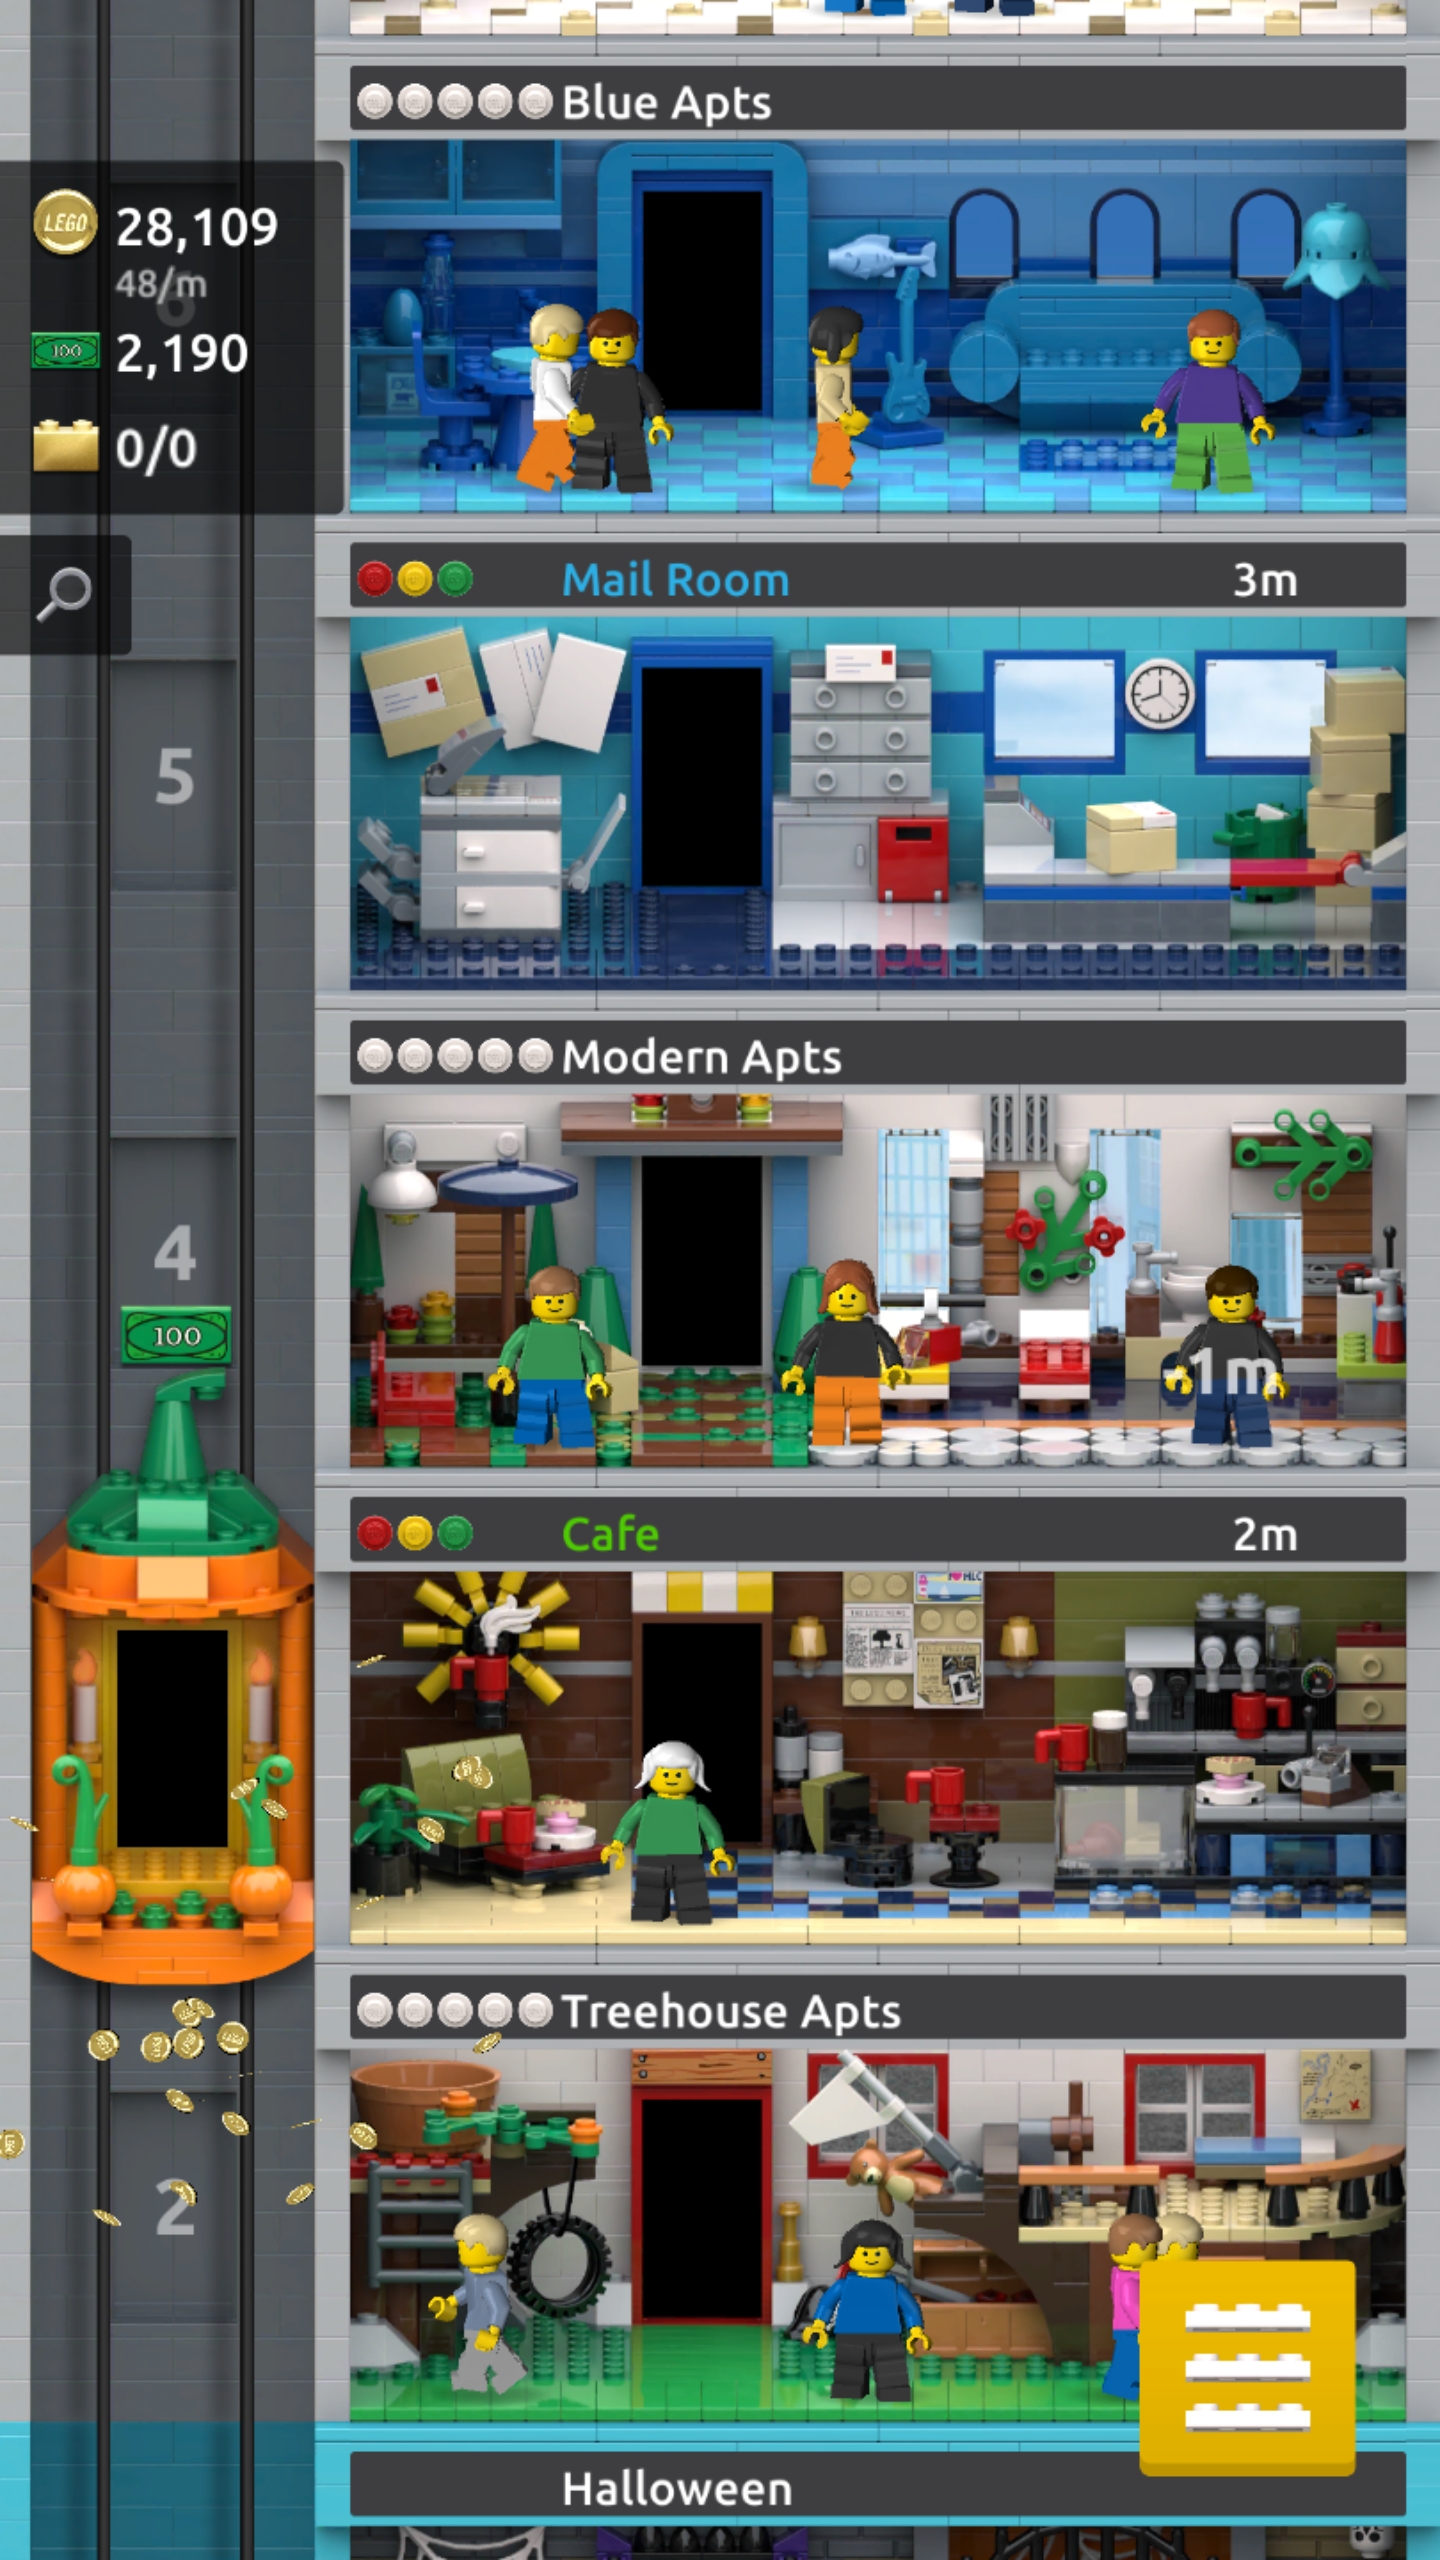 Blue Apts
LEGO
28,109
48/m
6
100
2,190
0/0
Mail Room
3m
5
Modern Apts
4
100
-1m
Cafe
2m
Treehouse Apts
2
Halloween